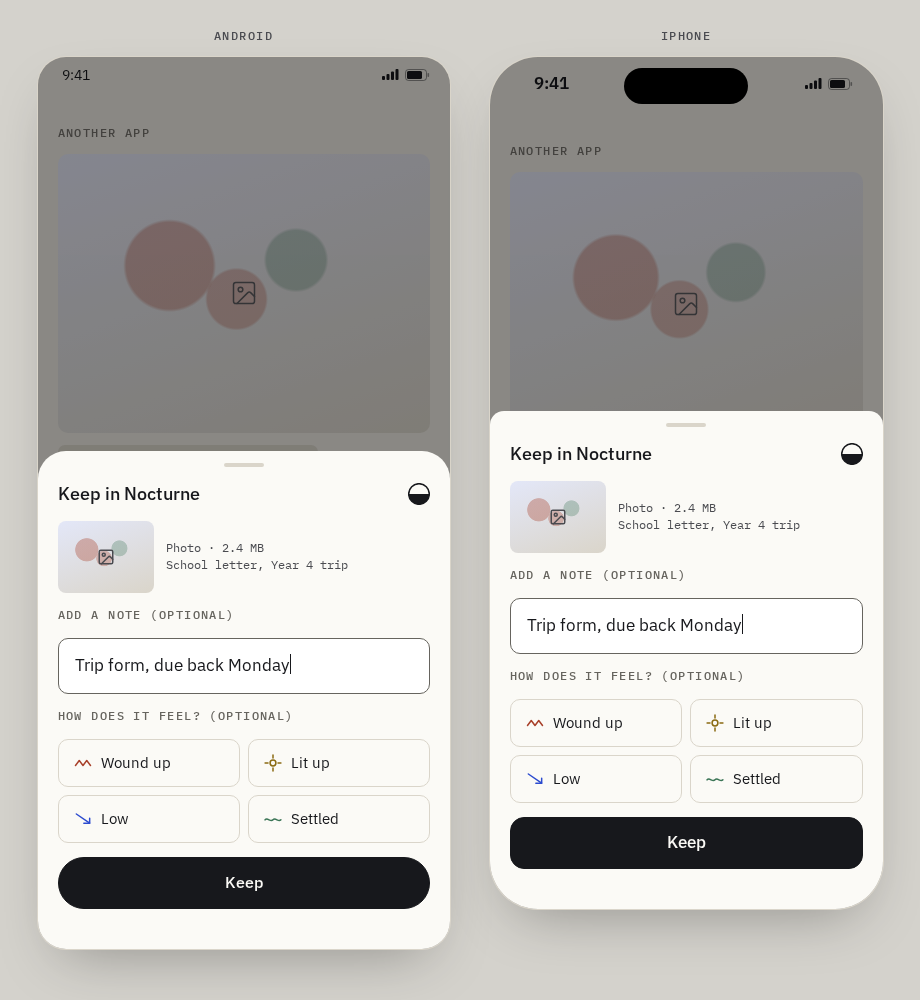 ANDROID
9:41
ANOTHER APP
Keep in Nocturne
Photo · 2.4 MB
School letter, Year 4 trip
ADD A NOTE (OPTIONAL)
Trip form, due back Monday
HOW DOES IT FEEL? (OPTIONAL)
Wound up
Lit up
Low
Settled
Keep
IPHONE
9:41
ANOTHER APP
Keep in Nocturne
Photo · 2.4 MB
School letter, Year 4 trip
ADD A NOTE (OPTIONAL)
Trip form, due back Monday
HOW DOES IT FEEL? (OPTIONAL)
Wound up
Lit up
Low
Settled
Keep